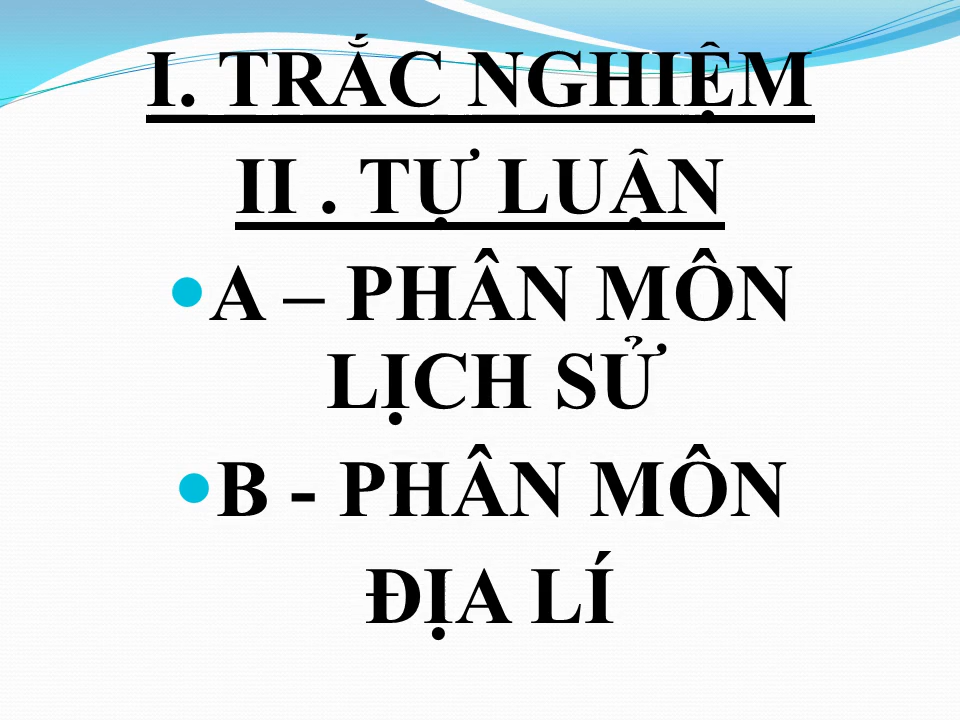 I. TRẮC NGHIỆM
II . TỰ LUẬN
•A – PHÂN MÔN
LỊCH SỬ
•B - PHÂN MÔN
ĐỊA LÍ